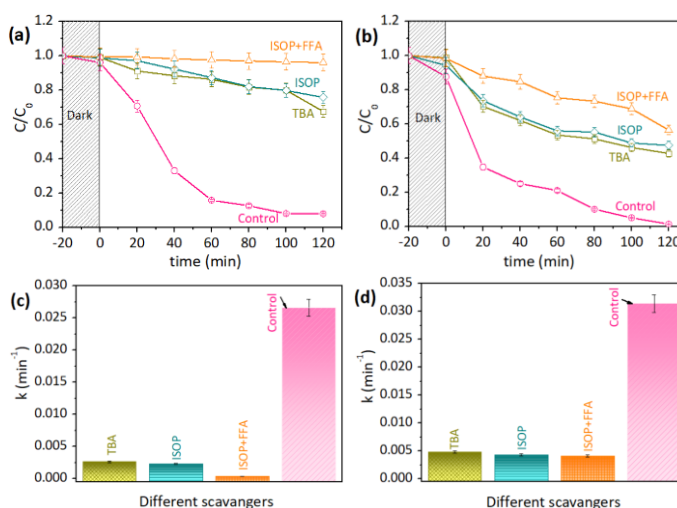 (a)
C/C0
1.2
1.0
0.8
0.6
0.4
0.2
0.0
Dark
ISOP+FFA
ISOP
TBA
Control
-20 0 20 40 60 80 100 120
time (min)
(b)
C/C0
1.2
1.0
0.8
0.6
0.4
0.2
0.0
Dark
ISOP+FFA
ISOP
TBA
Control
-20 0 20 40 60 80 100 120
time (min)
(c)
k (min-1)
0.030
0.025
0.020
0.015
0.010
0.005
0.000
TBA
ISOP
ISOP+FFA
Control
Different scavangers
(d)
k (min-1)
0.035
0.030
0.025
0.020
0.015
0.010
0.005
0.000
TBA
ISOP
ISOP+FFA
Control
Different scavangers